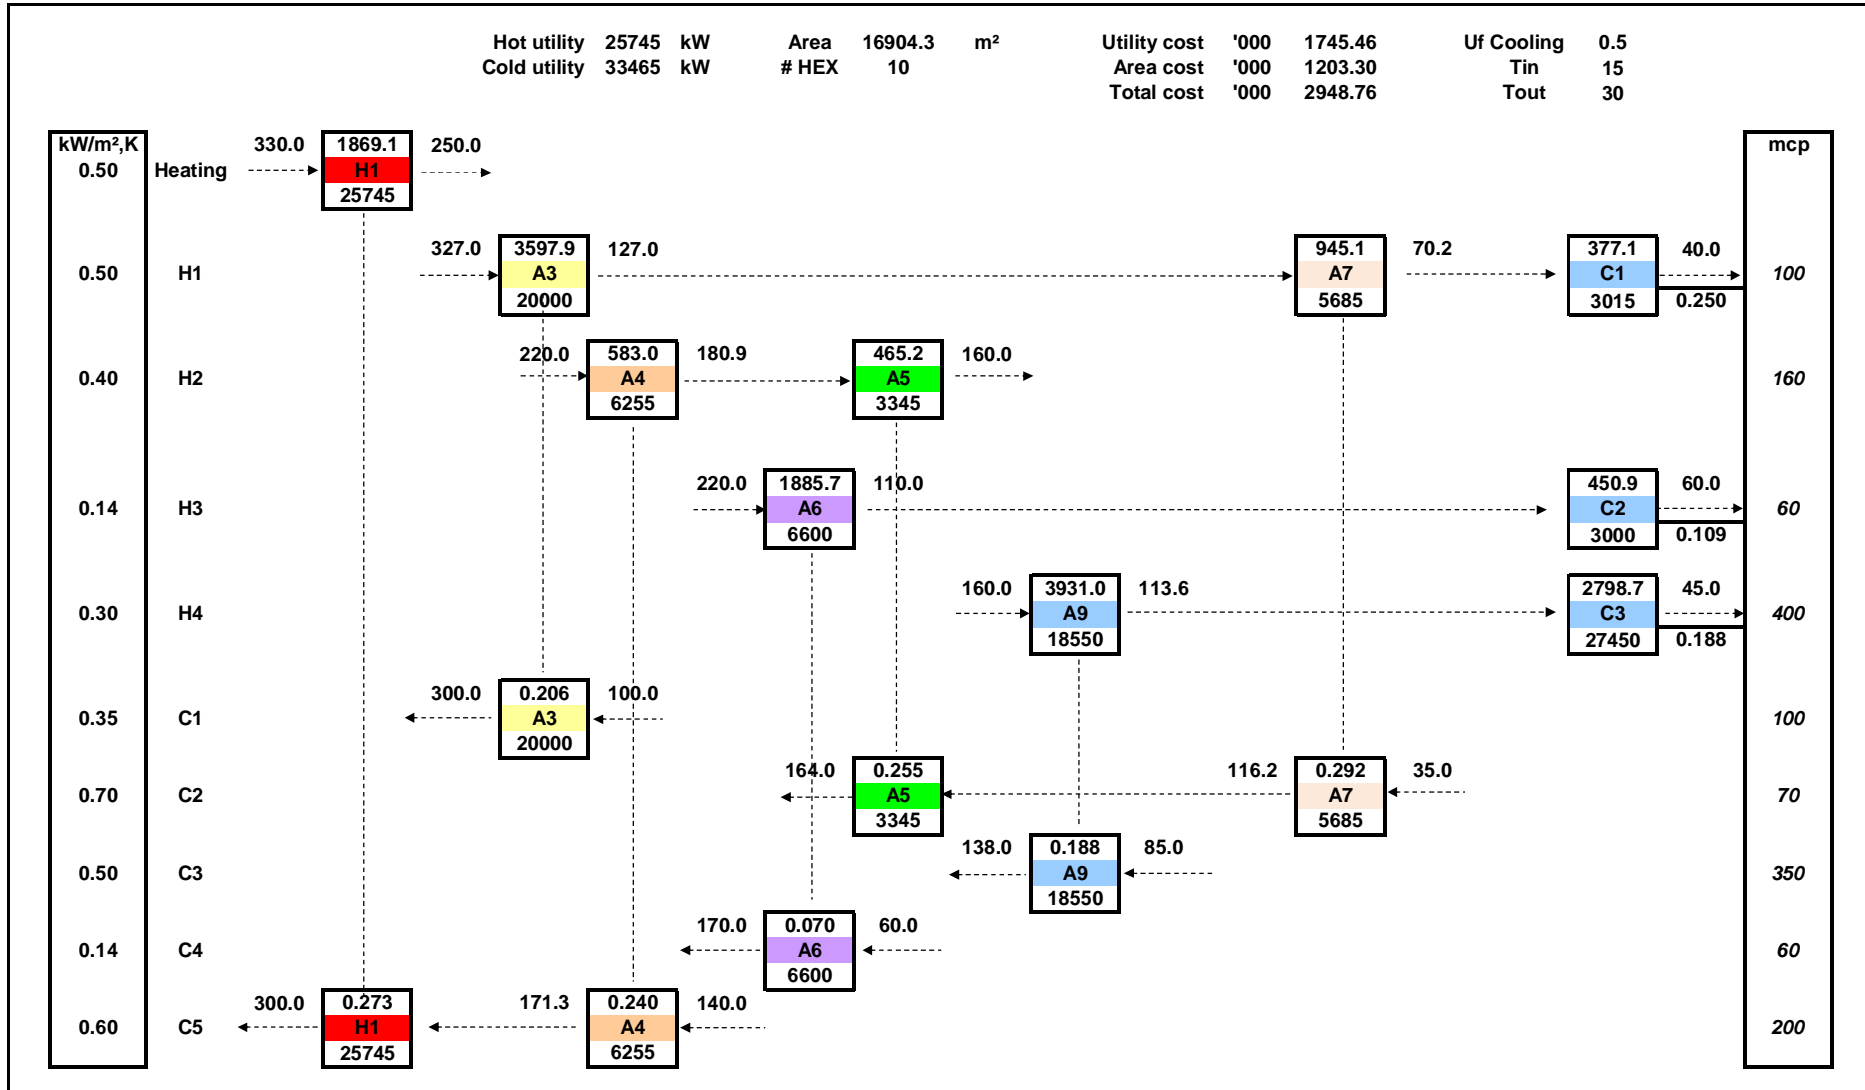 Hot utility 25745 kW Area 16904.3 m² Utility cost '000 1745.46 Uf Cooling 0.5
Cold utility 33465 kW # HEX 10 Area cost '000 1203.30 Tin 15
Total cost '000 2948.76 Tout 30
kW/m²,K 330.0 1869.1 250.0 mcp
0.50 Heating H1
25745
327.0 3597.9 127.0 945.1 70.2 377.1 40.0
0.50 H1 A3 A7 C1 100
20000 5685 3015 0.250
220.0 583.0 180.9 465.2 160.0
0.40 H2 A4 A5 160
6255 3345
220.0 1885.7 110.0 450.9 60.0
0.14 H3 A6 C2 60
6600 3000 0.109
160.0 3931.0 113.6 2798.7 45.0
0.30 H4 A9 C3 400
18550 27450 0.188
300.0 0.206 100.0
0.35 C1 A3 100
20000
164.0 0.255 116.2 0.292 35.0
0.70 C2 A5 A7 70
3345 5685
138.0 0.188 85.0
0.50 C3 A9 350
18550
170.0 0.070 60.0
0.14 C4 A6 60
6600
300.0 0.273 171.3 0.240 140.0
0.60 C5 H1 A4 200
25745 6255